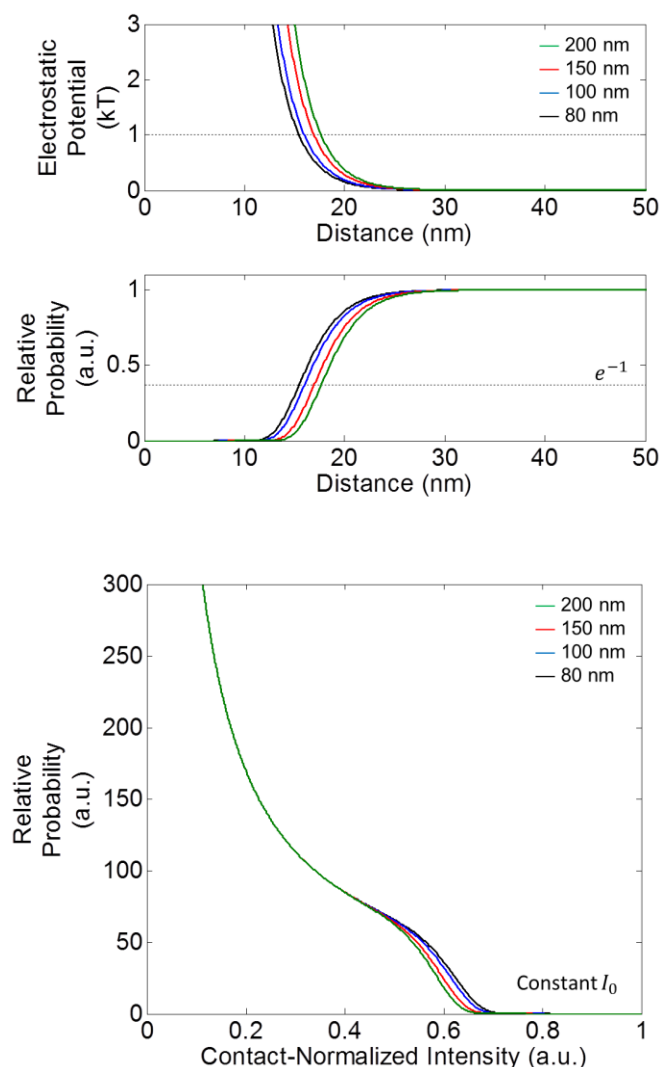 Electrostatic
Potential
(kT)
3
2
1
0
200 nm
150 nm
100 nm
80 nm
0 10 20 30 40 50
Distance (nm)
Relative
Probability
(a.u.)
1
0.5
0
e⁻¹
0 10 20 30 40 50
Distance (nm)
Relative
Probability
(a.u.)
300
250
200
150
100
50
0
200 nm
150 nm
100 nm
80 nm
Constant I₀
0 0.2 0.4 0.6 0.8 1
Contact-Normalized Intensity (a.u.)